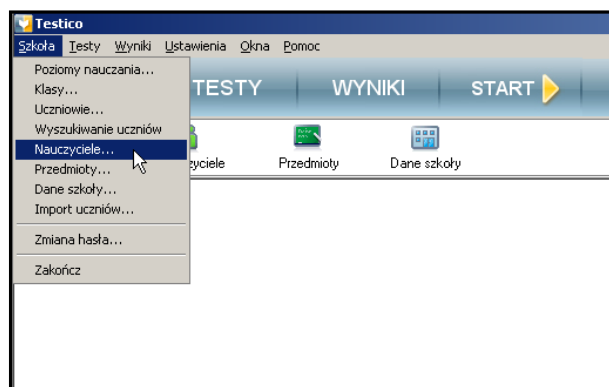 Testico
Szkoła Testy Wyniki Ustawienia Okna Pomoc
Poziomy nauczania...
Klasy...
Uczniowie...
Wyszukiwanie uczniów
Nauczyciele...
Przedmioty...
Dane szkoły...
Import uczniów...
Zmiana hasła...
Zakończ
TESTY WYNIKI START
zyciele Przedmioty Dane szkoły